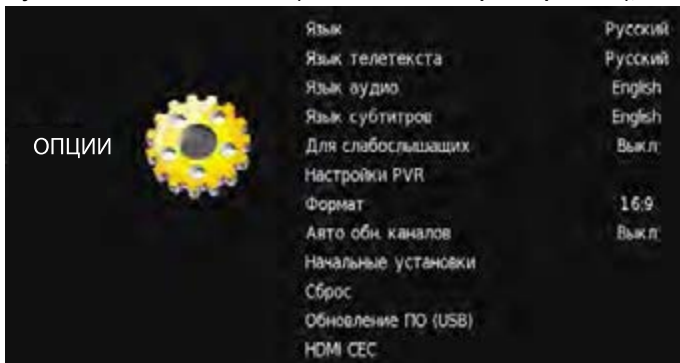 Язык Русский
Язык телетекста Русский
Язык аудио English
Язык субтитров English
ОПЦИИ
Для слабослышащих Выкл
Настройки PVR
Формат 16:9
Авто обн. каналов Выкл
Начальные установки
Сброс
Обновление ПО (USB)
HDMI CEC